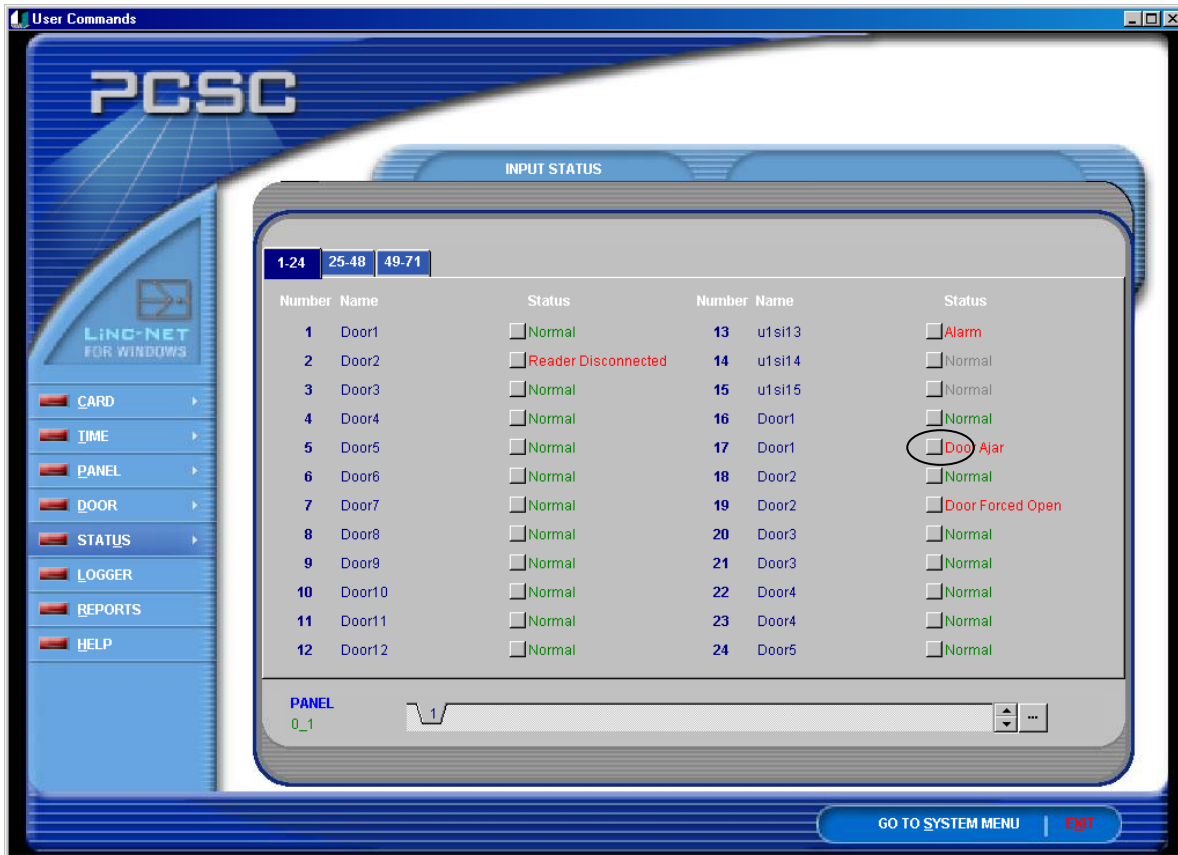 User Commands
PCSC
INPUT STATUS
1-24 25-48 49-71
Number Name Status Number Name Status
1 Door1 Normal 13 u1si13 Alarm
2 Door2 Reader Disconnected 14 u1si14 Normal
3 Door3 Normal 15 u1si15 Normal
4 Door4 Normal 16 Door1 Normal
5 Door5 Normal 17 Door1 Door Ajar
6 Door6 Normal 18 Door2 Normal
7 Door7 Normal 19 Door2 Door Forced Open
8 Door8 Normal 20 Door3 Normal
9 Door9 Normal 21 Door3 Normal
10 Door10 Normal 22 Door4 Normal
11 Door11 Normal 23 Door4 Normal
12 Door12 Normal 24 Door5 Normal
LiNC-NET
FOR WINDOWS
CARD
TIME
PANEL
DOOR
STATUS
LOGGER
REPORTS
HELP
PANEL
0_1
1
...
GO TO SYSTEM MENU | EXIT